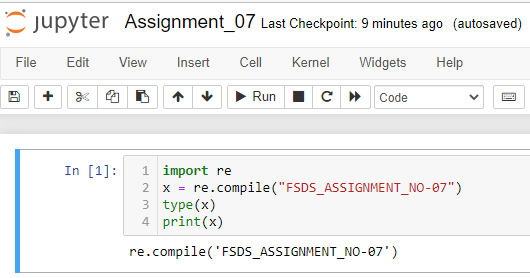 jupyter Assignment_07 Last Checkpoint: 9 minutes ago (autosaved)
File Edit View Insert Cell Kernel Widgets Help
Run Code
In [1]: 1 import re
2 x = re.compile("FSDS_ASSIGNMENT_NO-07")
3 type(x)
4 print(x)
re.compile('FSDS_ASSIGNMENT_NO-07')